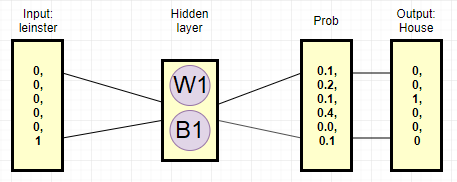 Input:
leinster
0,
0,
0,
0,
0,
1
Hidden
layer
W1
B1
Prob
0.1,
0.2,
0.1,
0.4,
0.0,
0.1
Output:
House
0,
0,
1,
0,
0,
0